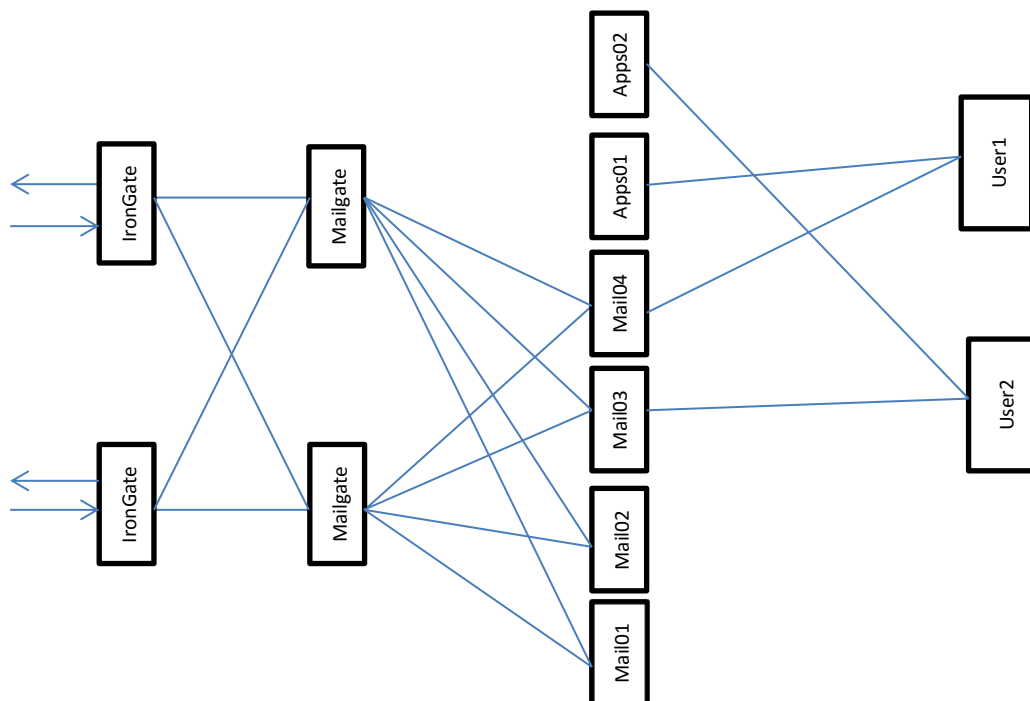 IronGate
IronGate
Mailgate
Mailgate
Mail01
Mail02
Mail03
Mail04
Apps01
Apps02
User2
User1